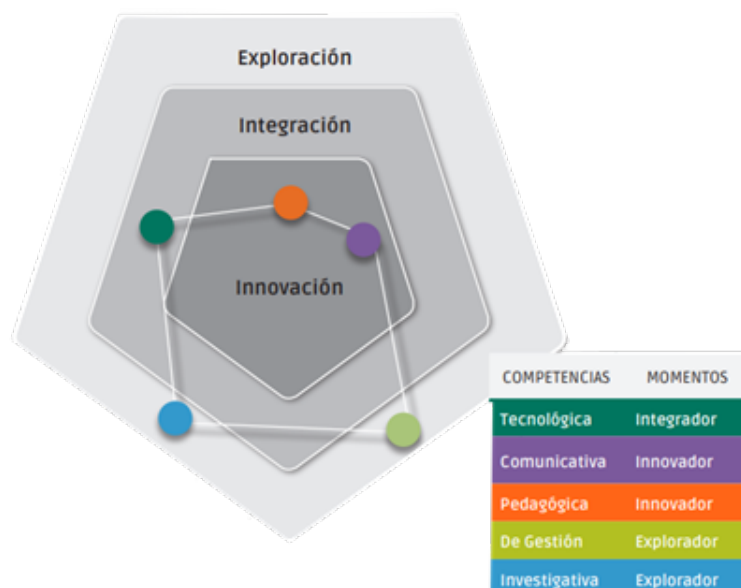 Exploración
Integración
Innovación
COMPETENCIAS MOMENTOS
Tecnológica Integrador
Comunicativa Innovador
Pedagógica Innovador
De Gestión Explorador
Investigativa Explorador